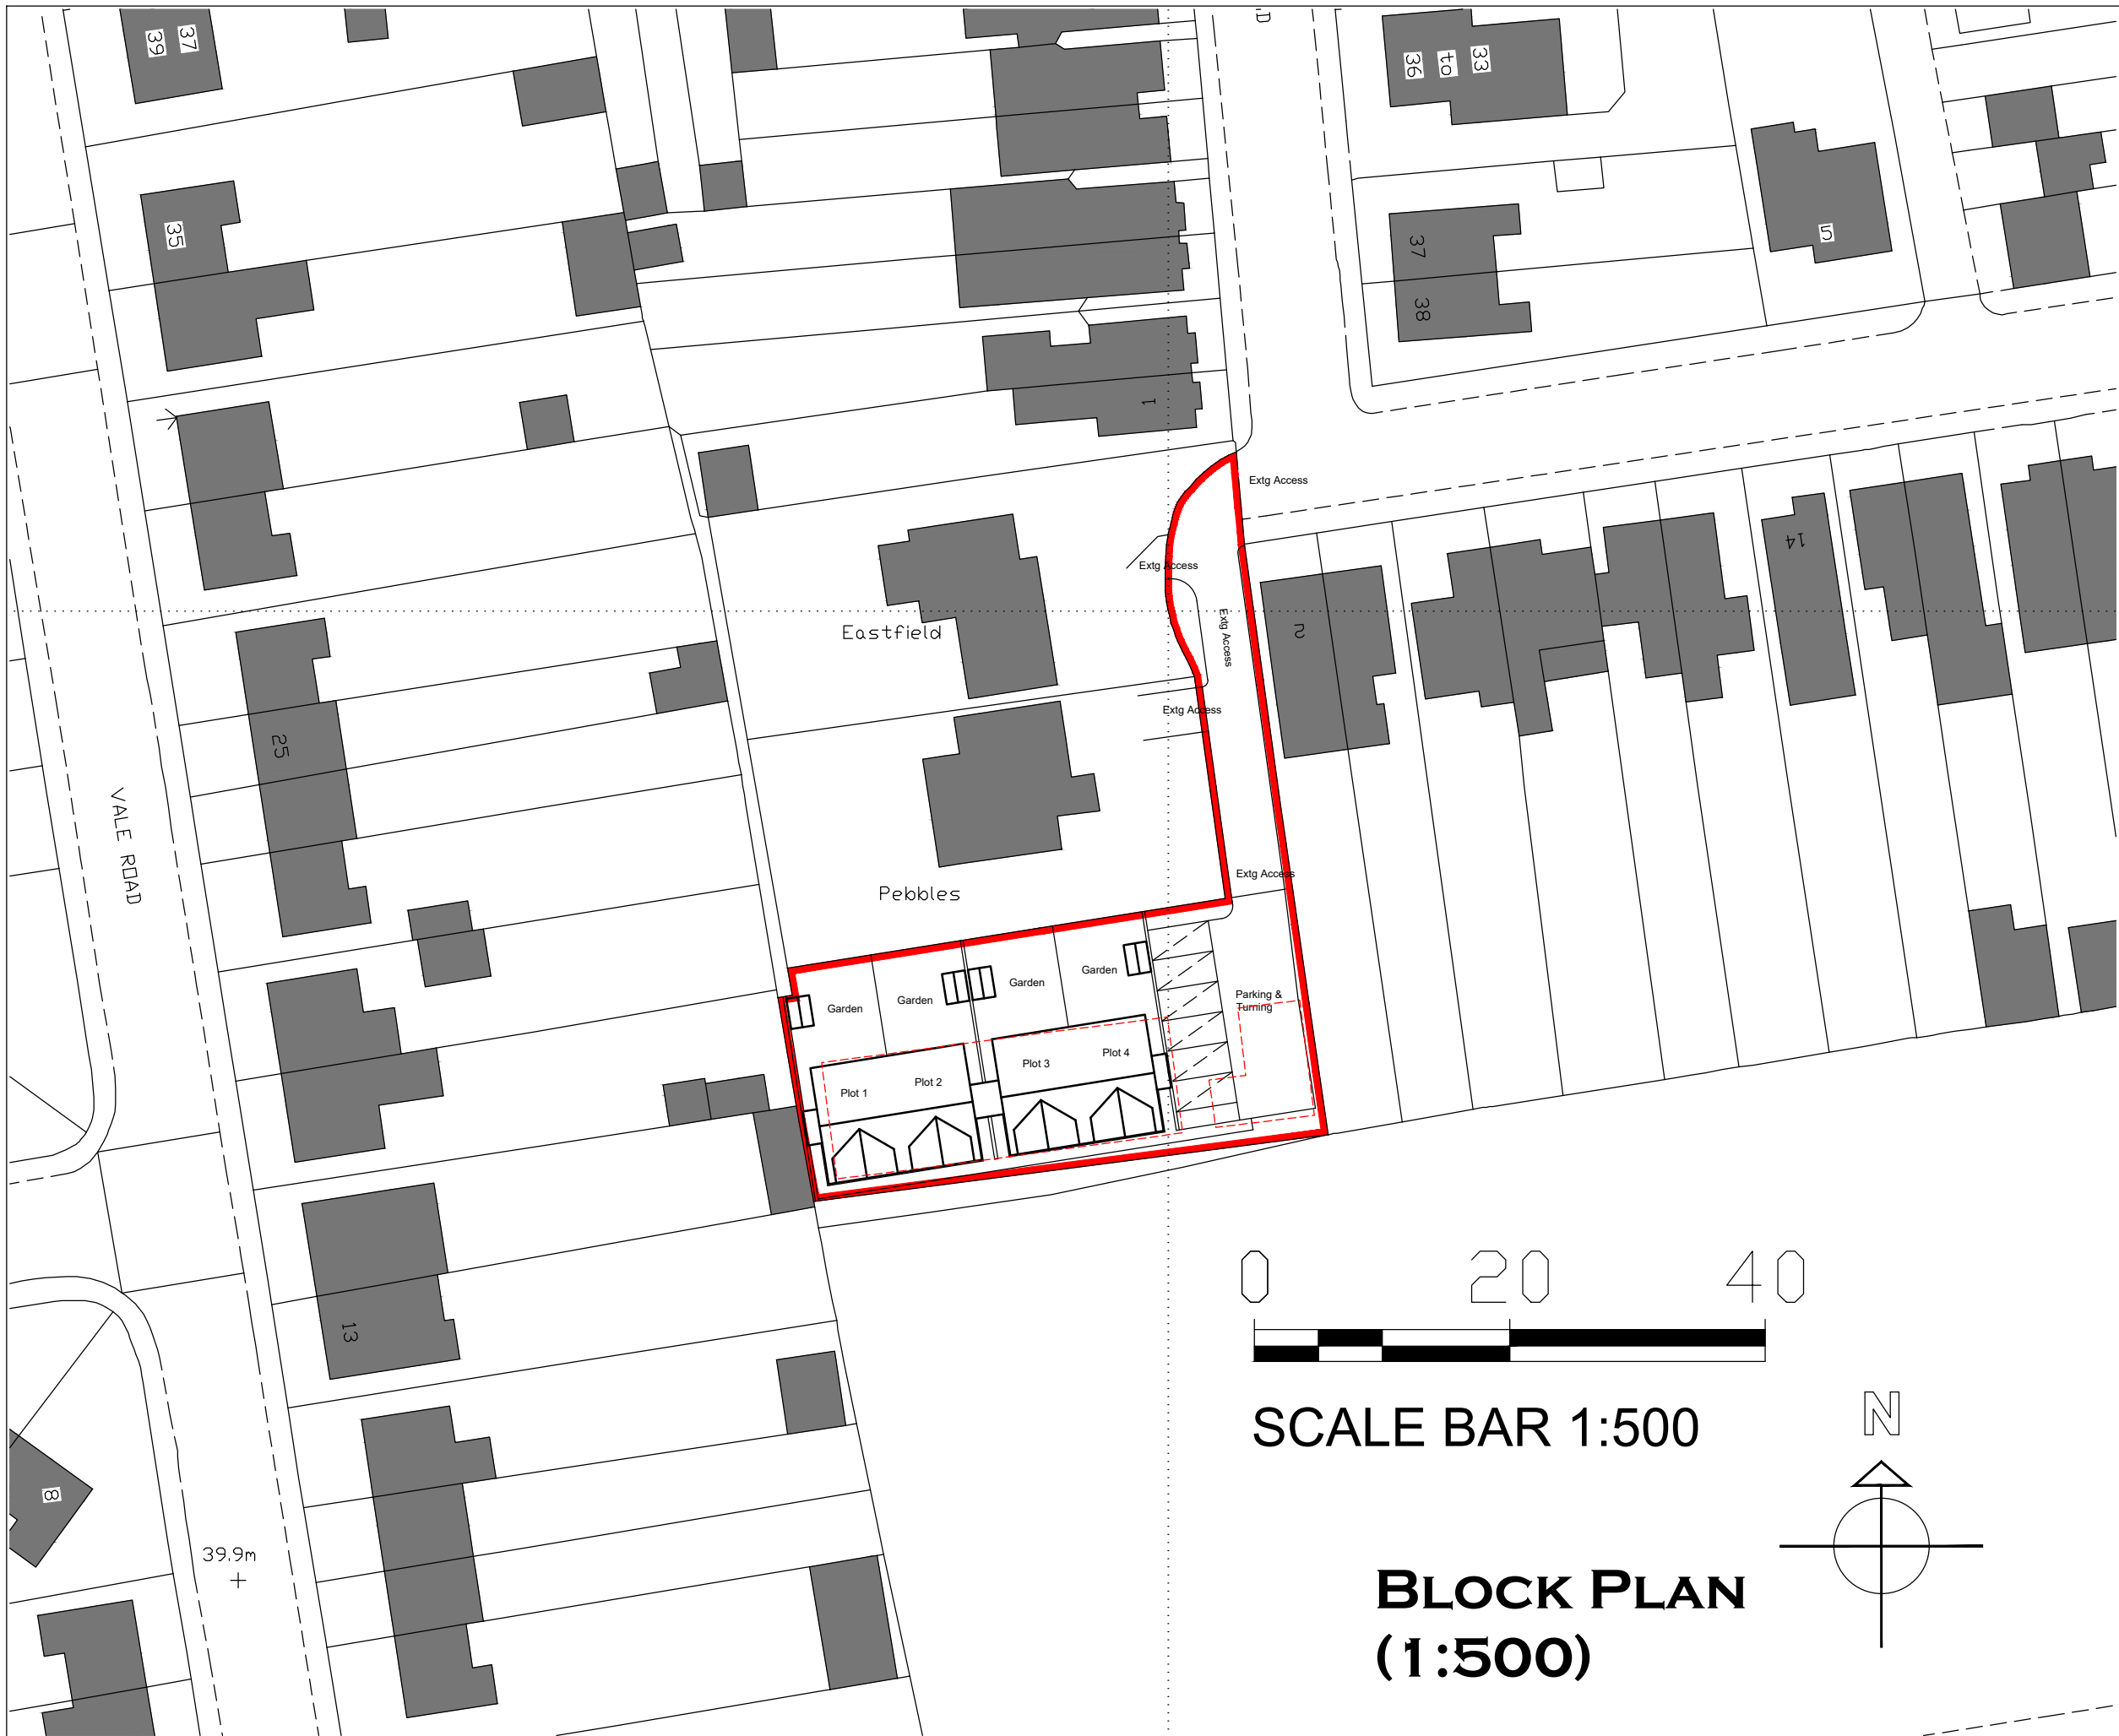 39
37
36
to
33
35
37
38
5
1
Extg Access
Extg Access
Extg Access
Eastfield
2
14
Extg Access
25
VALE ROAD
Extg Access
Pebbles
Garden
Garden
Garden
Garden
Parking &
Turning
Plot 1
Plot 2
Plot 3
Plot 4
13
8
39.9m
0 20 40
SCALE BAR 1:500
N
BLOCK PLAN
(1:500)